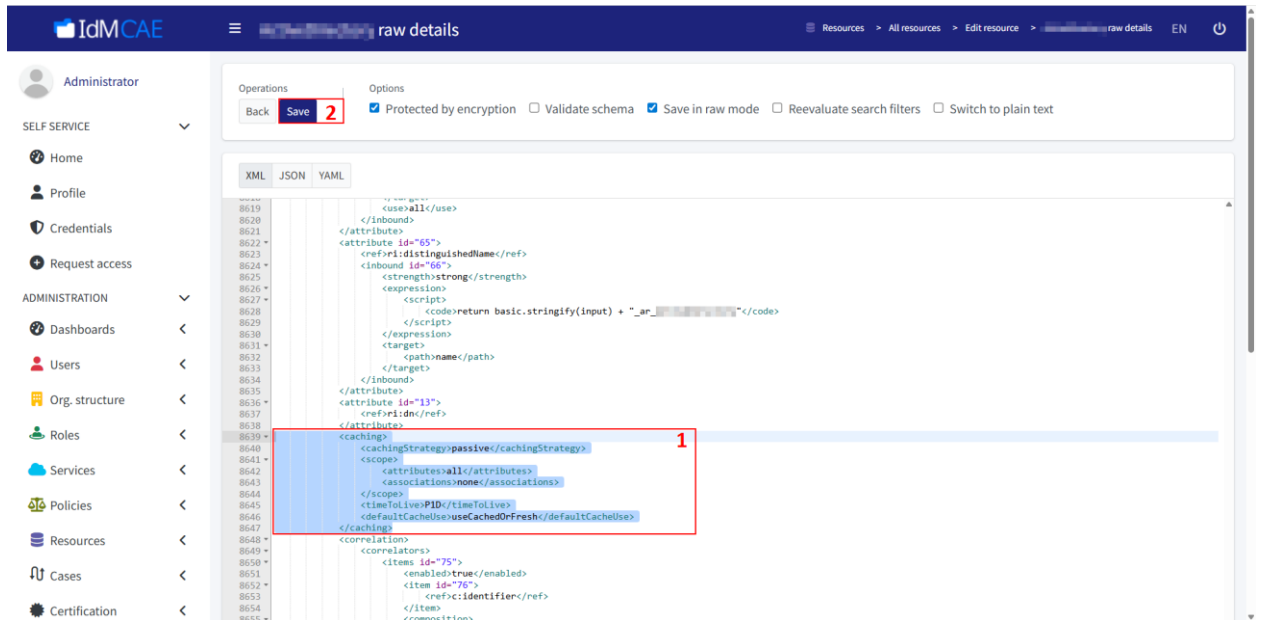 IdMCAE
raw details
Resources > All resources > Edit resource > raw details EN
Administrator
SELF SERVICE
Home
Profile
Credentials
Request access
ADMINISTRATION
Dashboards
Users
Org. structure
Roles
Services
Policies
Resources
Cases
Certification
Operations
Back Save 2
Options
Protected by encryption Validate schema Save in raw mode Reevaluate search filters Switch to plain text
XML JSON YAML
8619 <use>all</use>
8620 </inbound>
8621 </attribute>
8622 <attribute id="65">
8623 <ref>ri:distinguishedName</ref>
8624 <inbound id="66">
8625 <strength>strong</strength>
8626 <expression>
8627 <script>
8628 <code>return basic.stringify(input) + "_ar_ "</code>
8629 </script>
8630 </expression>
8631 <target>
8632 <path>name</path>
8633 </target>
8634 </inbound>
8635 </attribute>
8636 <attribute id="13">
8637 <ref>ri:dn</ref>
8638 </attribute>
8639 <caching> 1
8640 <cachingStrategy>passive</cachingStrategy>
8641 <scope>
8642 <attributes>all</attributes>
8643 <associations>none</associations>
8644 </scope>
8645 <timeToLive>P1D</timeToLive>
8646 <defaultCacheUse>useCachedOrFresh</defaultCacheUse>
8647 </caching>
8648 <correlation>
8649 <correlators>
8650 <items id="75">
8651 <enabled>true</enabled>
8652 <item id="76">
8653 <ref>c:identifier</ref>
8654 </item>
8655 <composition>